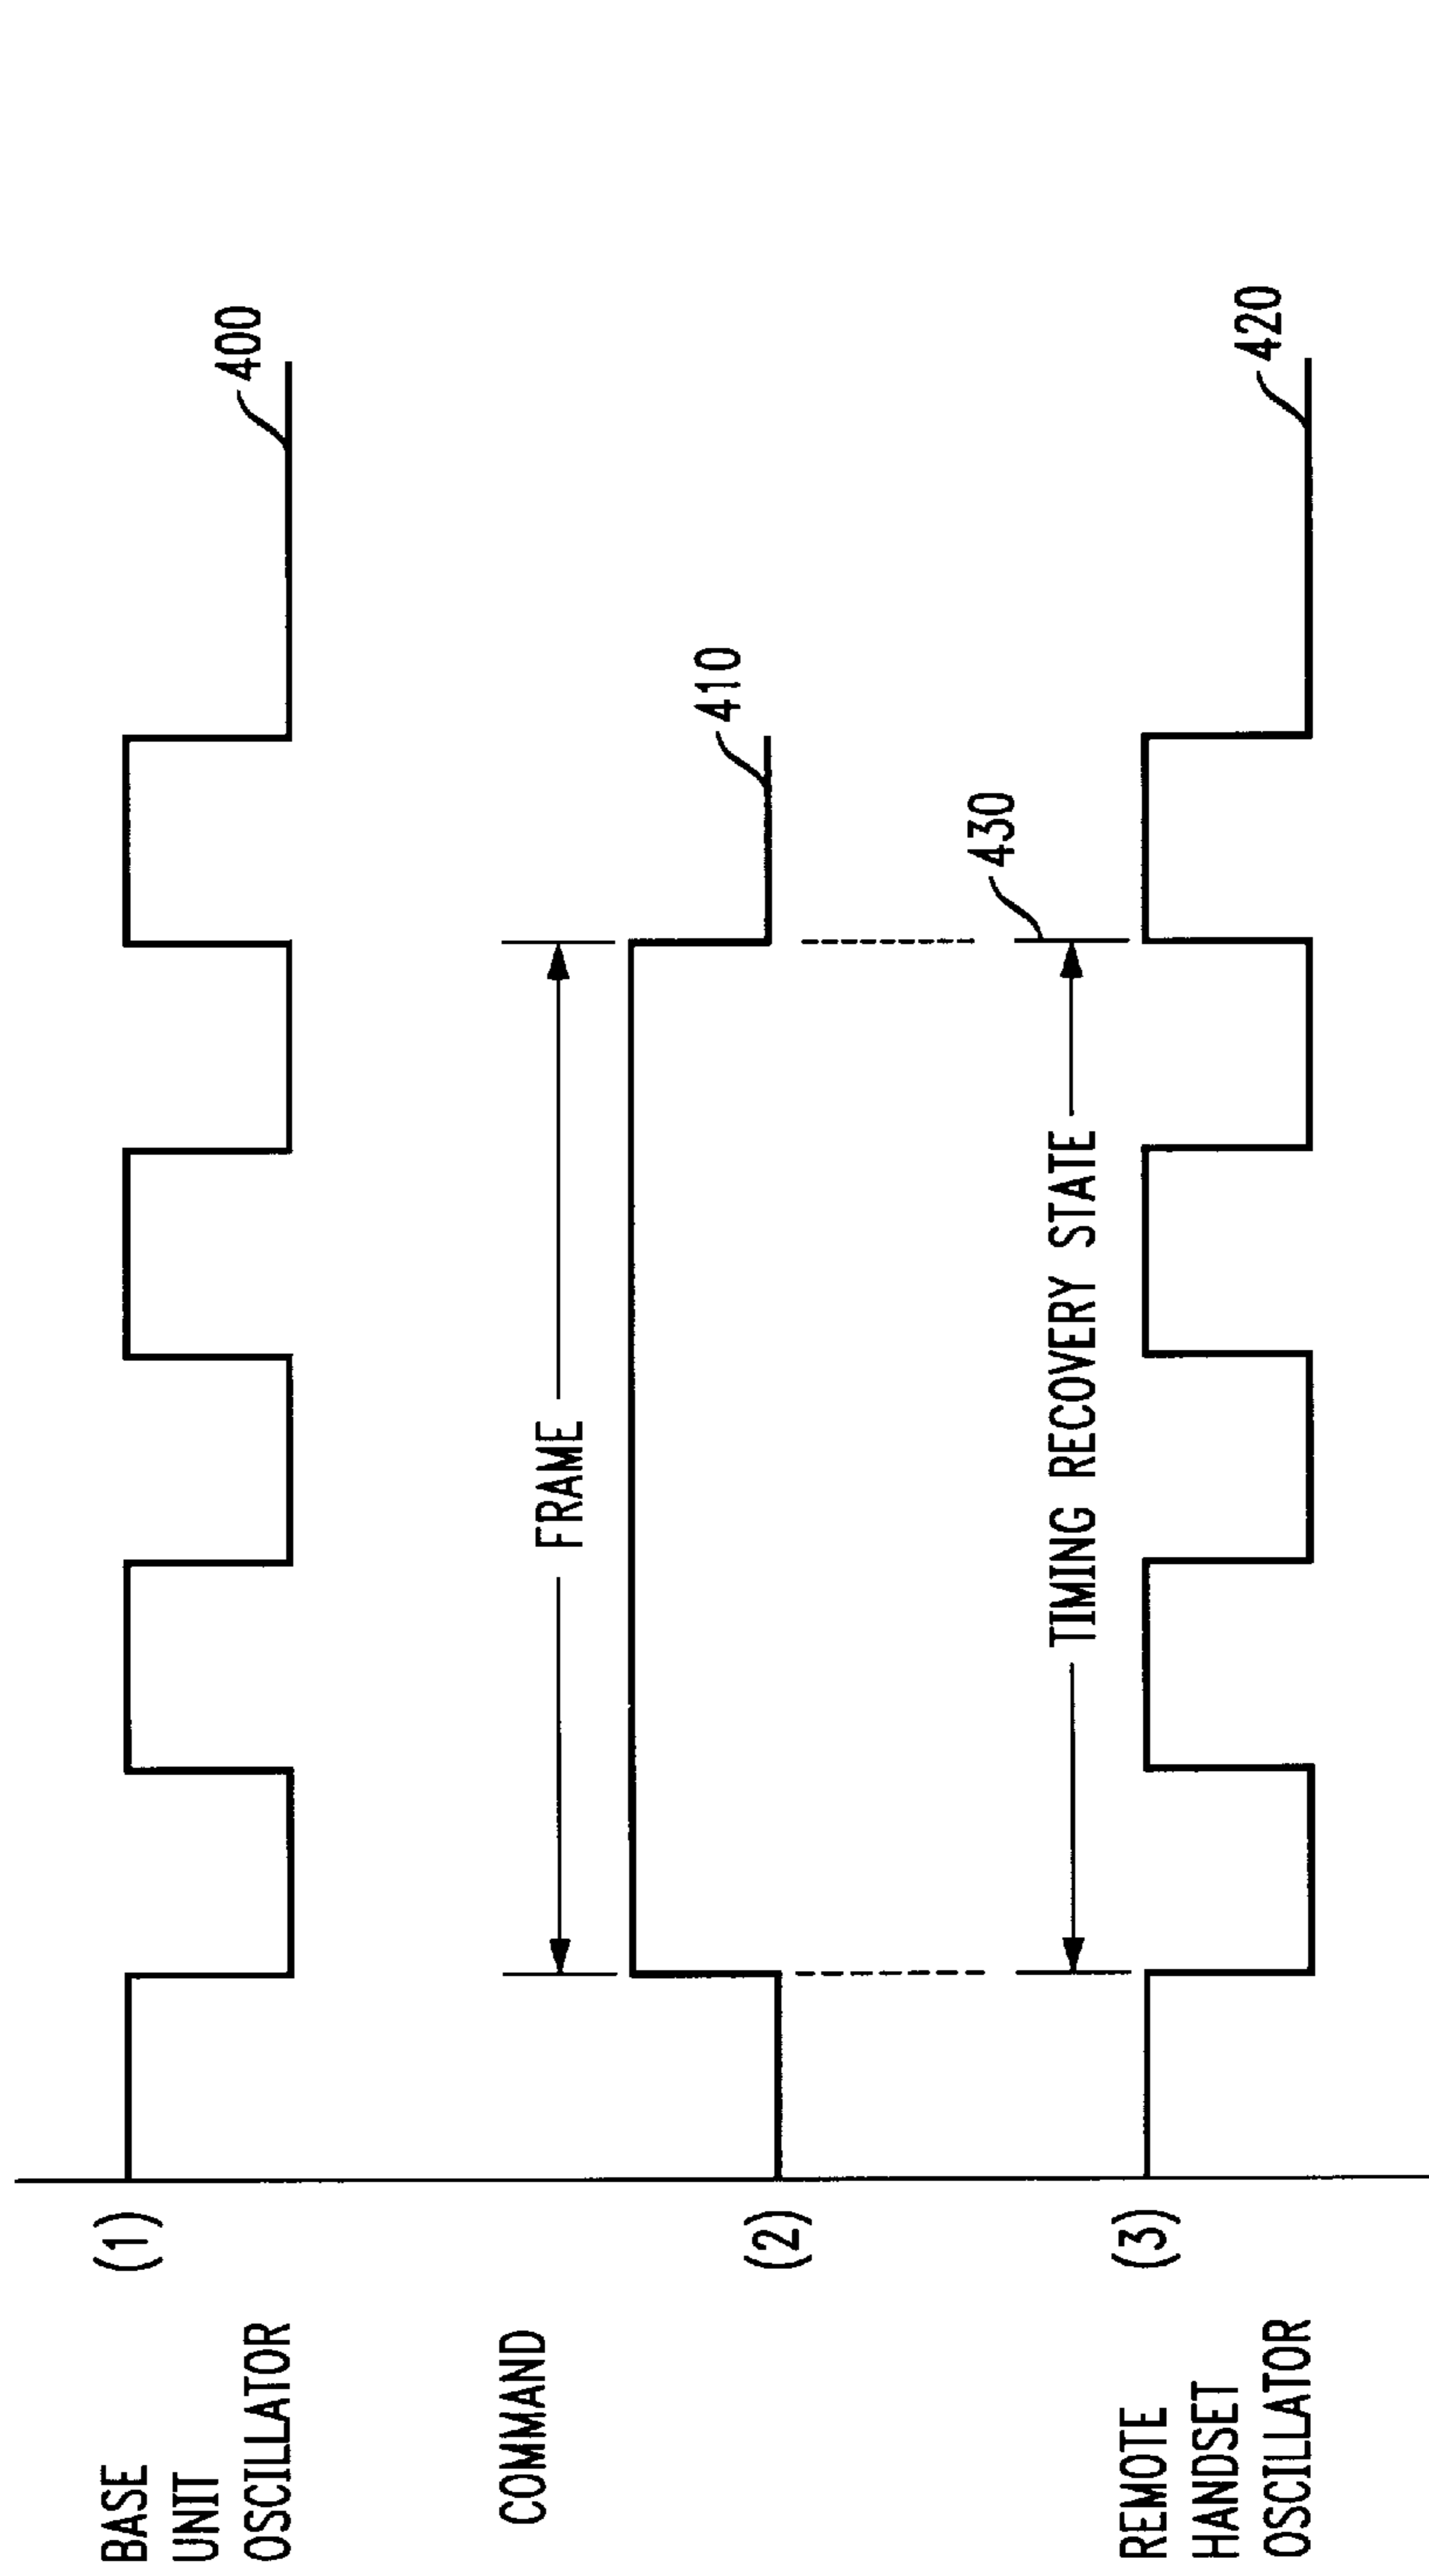 (1)
BASE
UNIT
OSCILLATOR
400
COMMAND
FRAME
(2)
410
430
TIMING RECOVERY STATE
(3)
REMOTE
HANDSET
OSCILLATOR
420